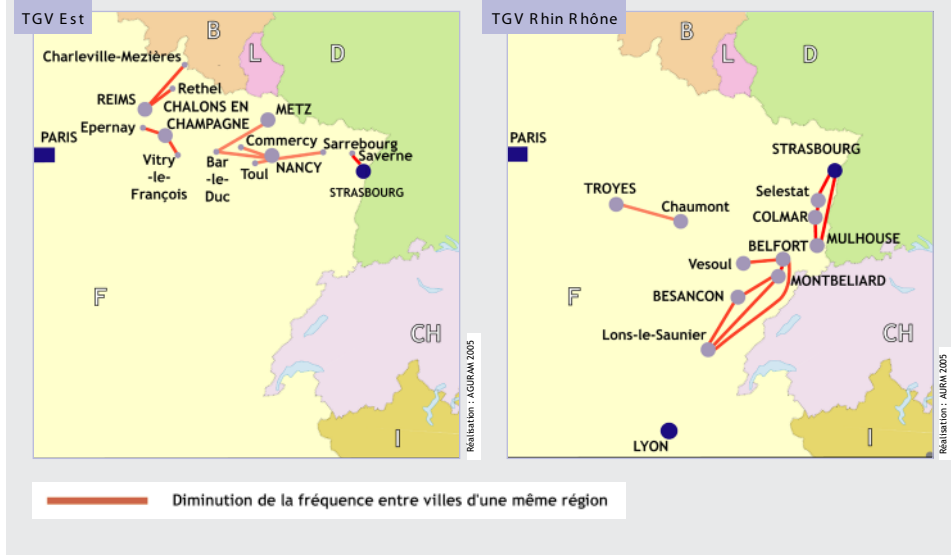 TGV Est
B
L
D
Charleville-Mezières
Rethel
REIMS
CHALONS EN
CHAMPAGNE
METZ
Epernay
PARIS
Commercy
Sarrebourg
Saverne
Vitry
-le-
François
Bar
-le-
Duc
Toul
NANCY
STRASBOURG
F
CH
I
Réalisation : AGURAM 2005
TGV Rhin Rhône
B
L
D
PARIS
STRASBOURG
TROYES
Selestat
Chaumont
COLMAR
MULHOUSE
BELFORT
Vesoul
MONTBELIARD
BESANCON
F
Lons-le-Saunier
CH
LYON
I
Réalisation : AURM 2005
Diminution de la fréquence entre villes d'une même région